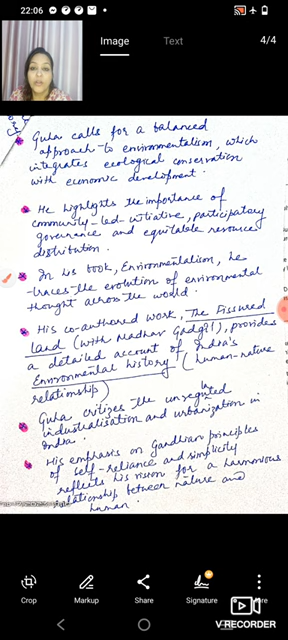 22:06
Image
Text
4/4
Guha calls for a balanced
approach to environmentalism, which
integrates ecological conservation
with economic development.
He highlights the importance of
community-led initiative, participatory
governance and equitable resource
distribution.
In his book, Environmentalism, he
traces the evolution of environmental
thought across the world.
His co-authored work, The Fissured
land (with Madhav Gadgil), provides
a detailed account of India's
Environmental history (human-nature
relationship)
Guha critizes the unregulated
industrialisation and urbanization in
India.
His emphasis on Gandhian principles
of self-reliance and simplicity
reflects his vision for a harmonious
relationship between nature and
human.
Crop
Markup
Share
Signature
More
V RECORDER